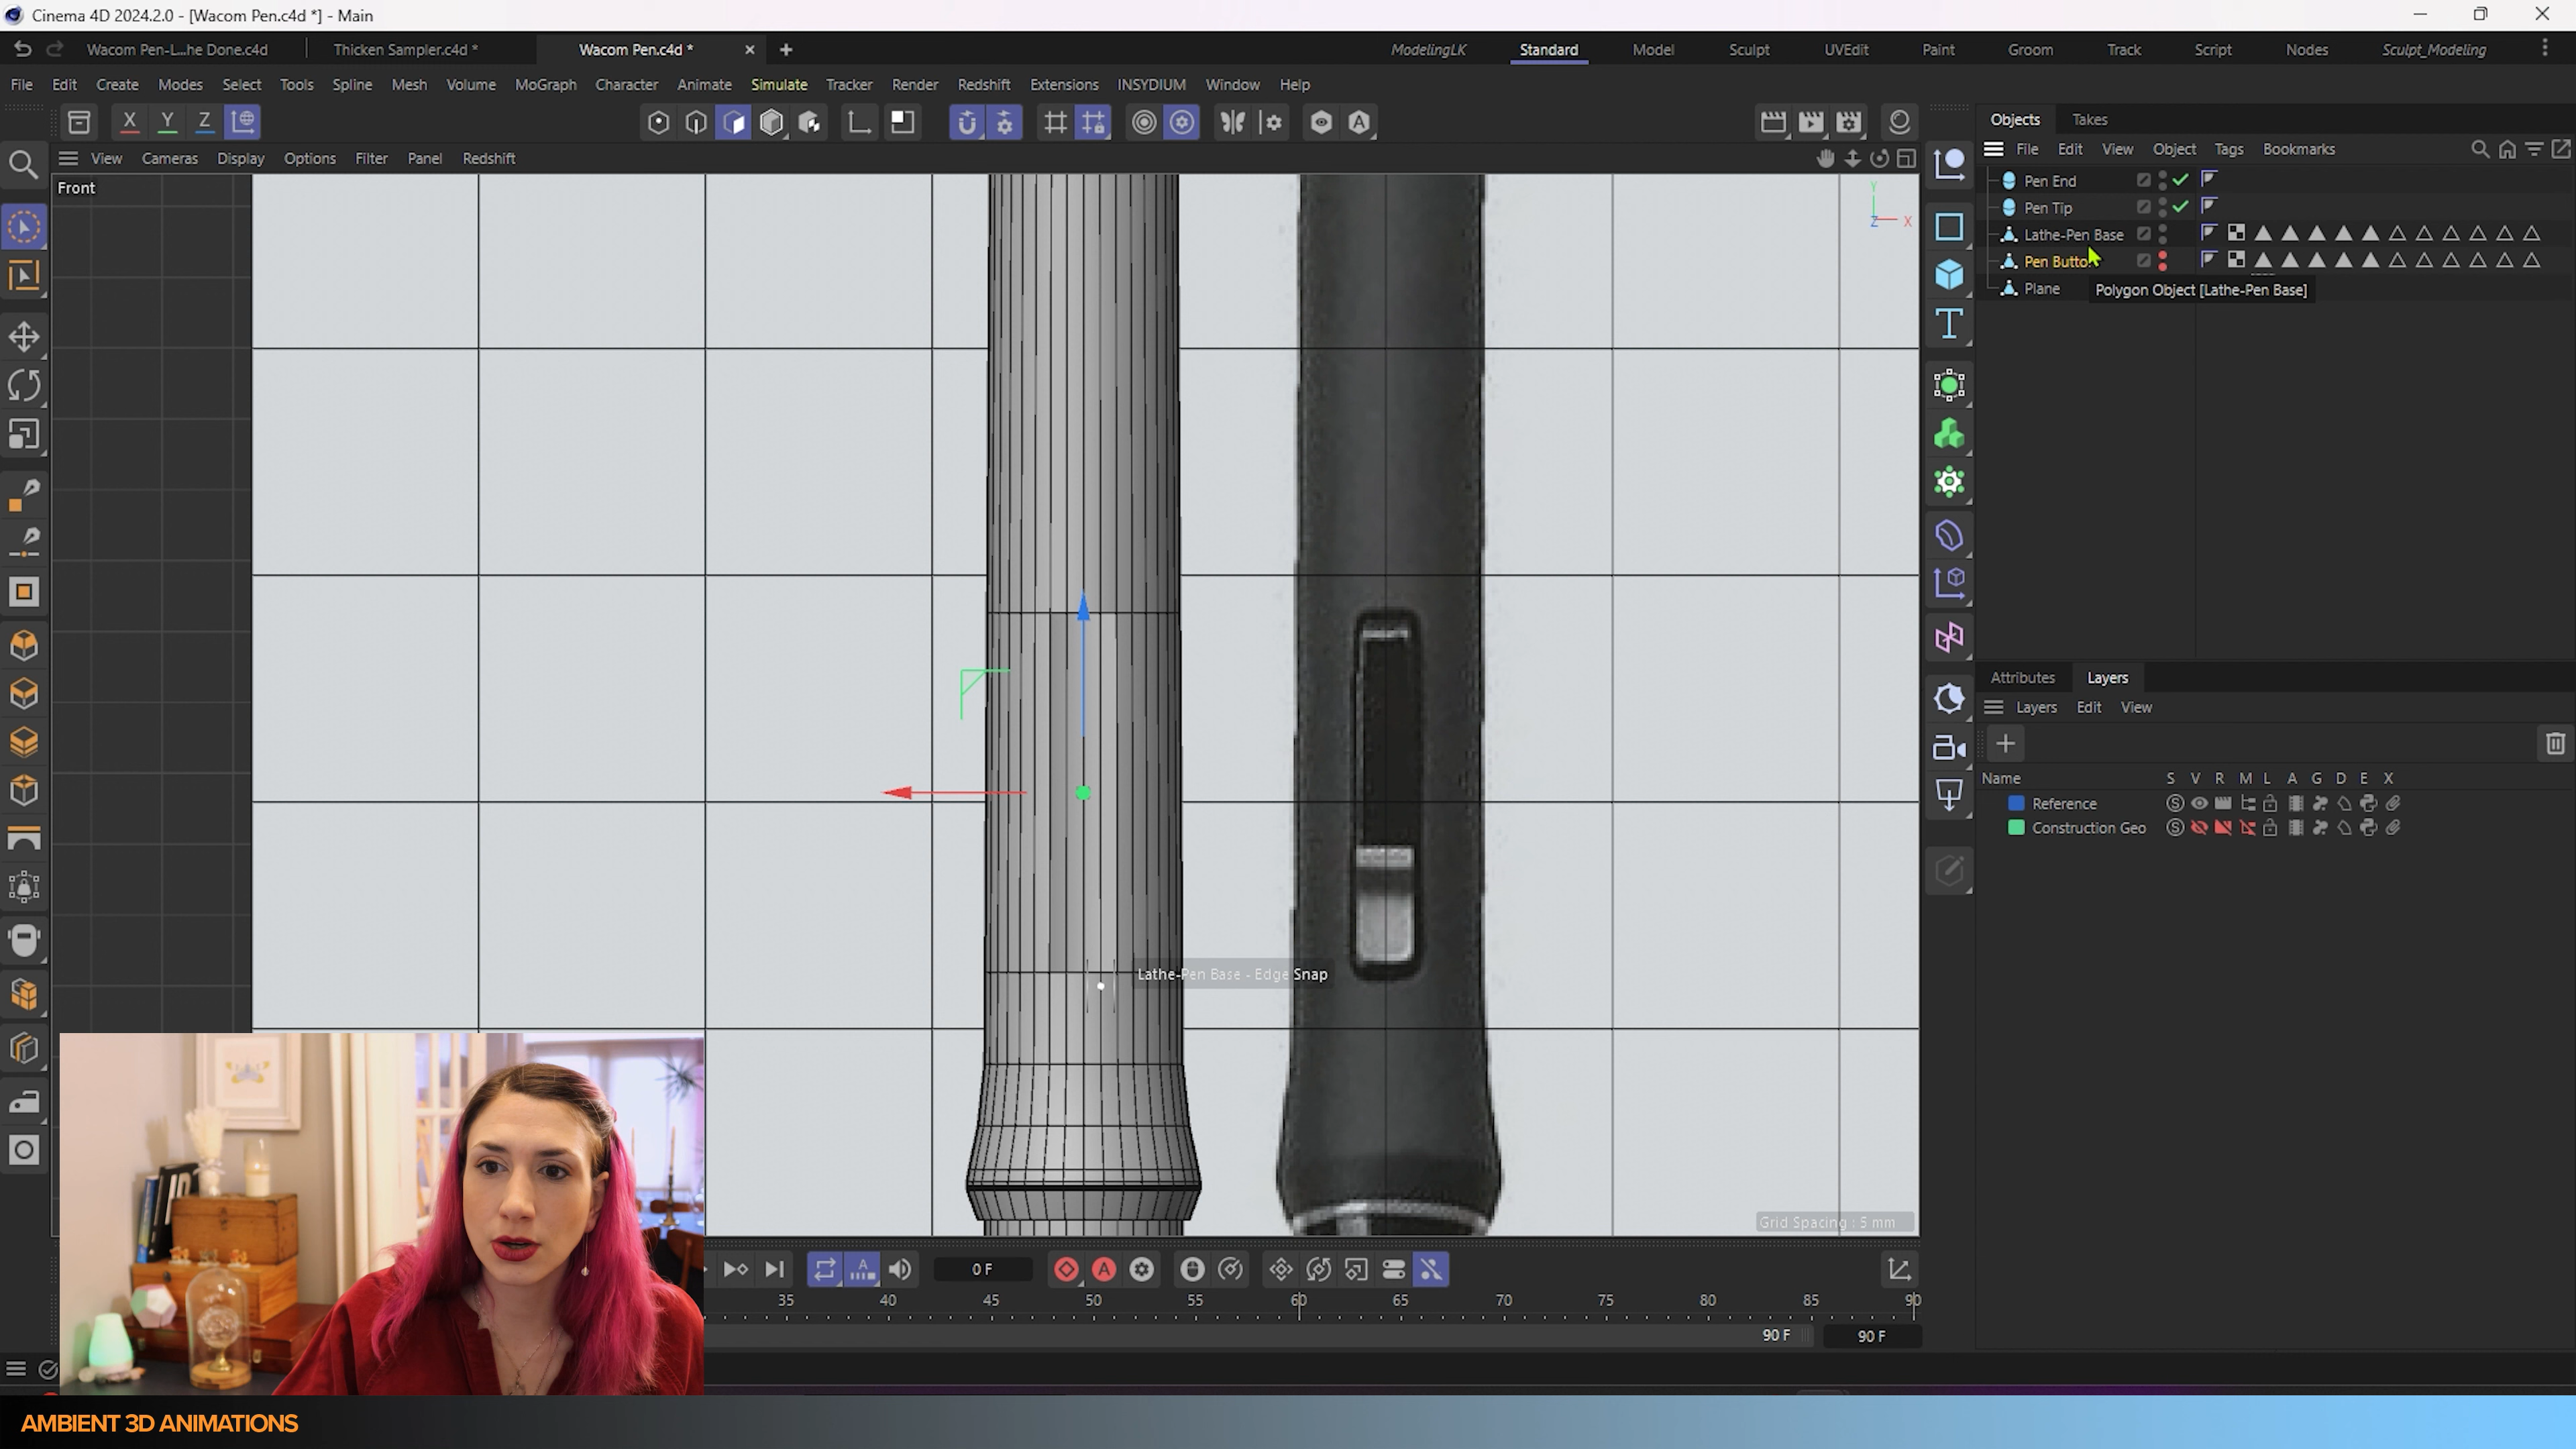 Cinema 4D 2024.2.0 - [Wacom Pen.c4d *] - Main
Wacom Pen-L...he Done.c4d
Thicken Sampler.c4d *
Wacom Pen.c4d *
ModelingLK
Standard
Model
Sculpt
UVEdit
Paint
Groom
Track
Script
Nodes
Sculpt_Modeling
File Edit Create Modes Select Tools Spline Mesh Volume MoGraph Character Animate Simulate Tracker Render Redshift Extensions INSYDIUM Window Help
X Y Z
Objects Takes
View Cameras Display Options Filter Panel Redshift
File Edit View Object Tags Bookmarks
Front
Y
Z X
Pen End
Pen Tip
Lathe-Pen Base
Pen Butto
Plane
Polygon Object [Lathe-Pen Base]
Lathe-Pen Base - Edge Snap
Grid Spacing : 5 mm
Attributes Layers
Layers Edit View
Name S V R M L A G D E X
Reference
Construction Geo
0 F
35 40 45 50 55 60 65 70 75 80 85 90
90 F
90 F
AMBIENT 3D ANIMATIONS